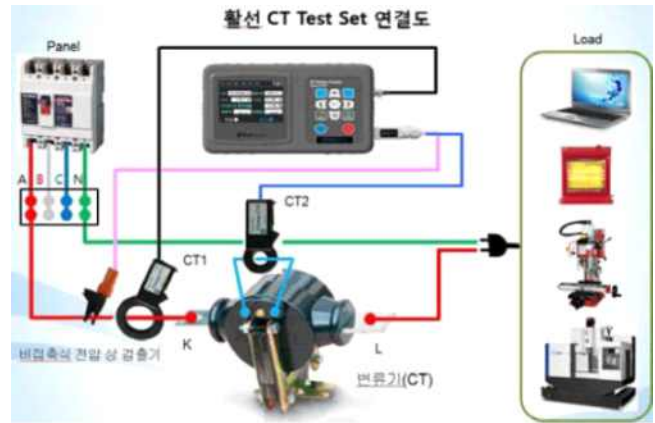 활선 CT Test Set 연결도
Panel
Load
A B C N
CT2
CT1
K
L
비접촉식 전압 상 검출기
변류기(CT)